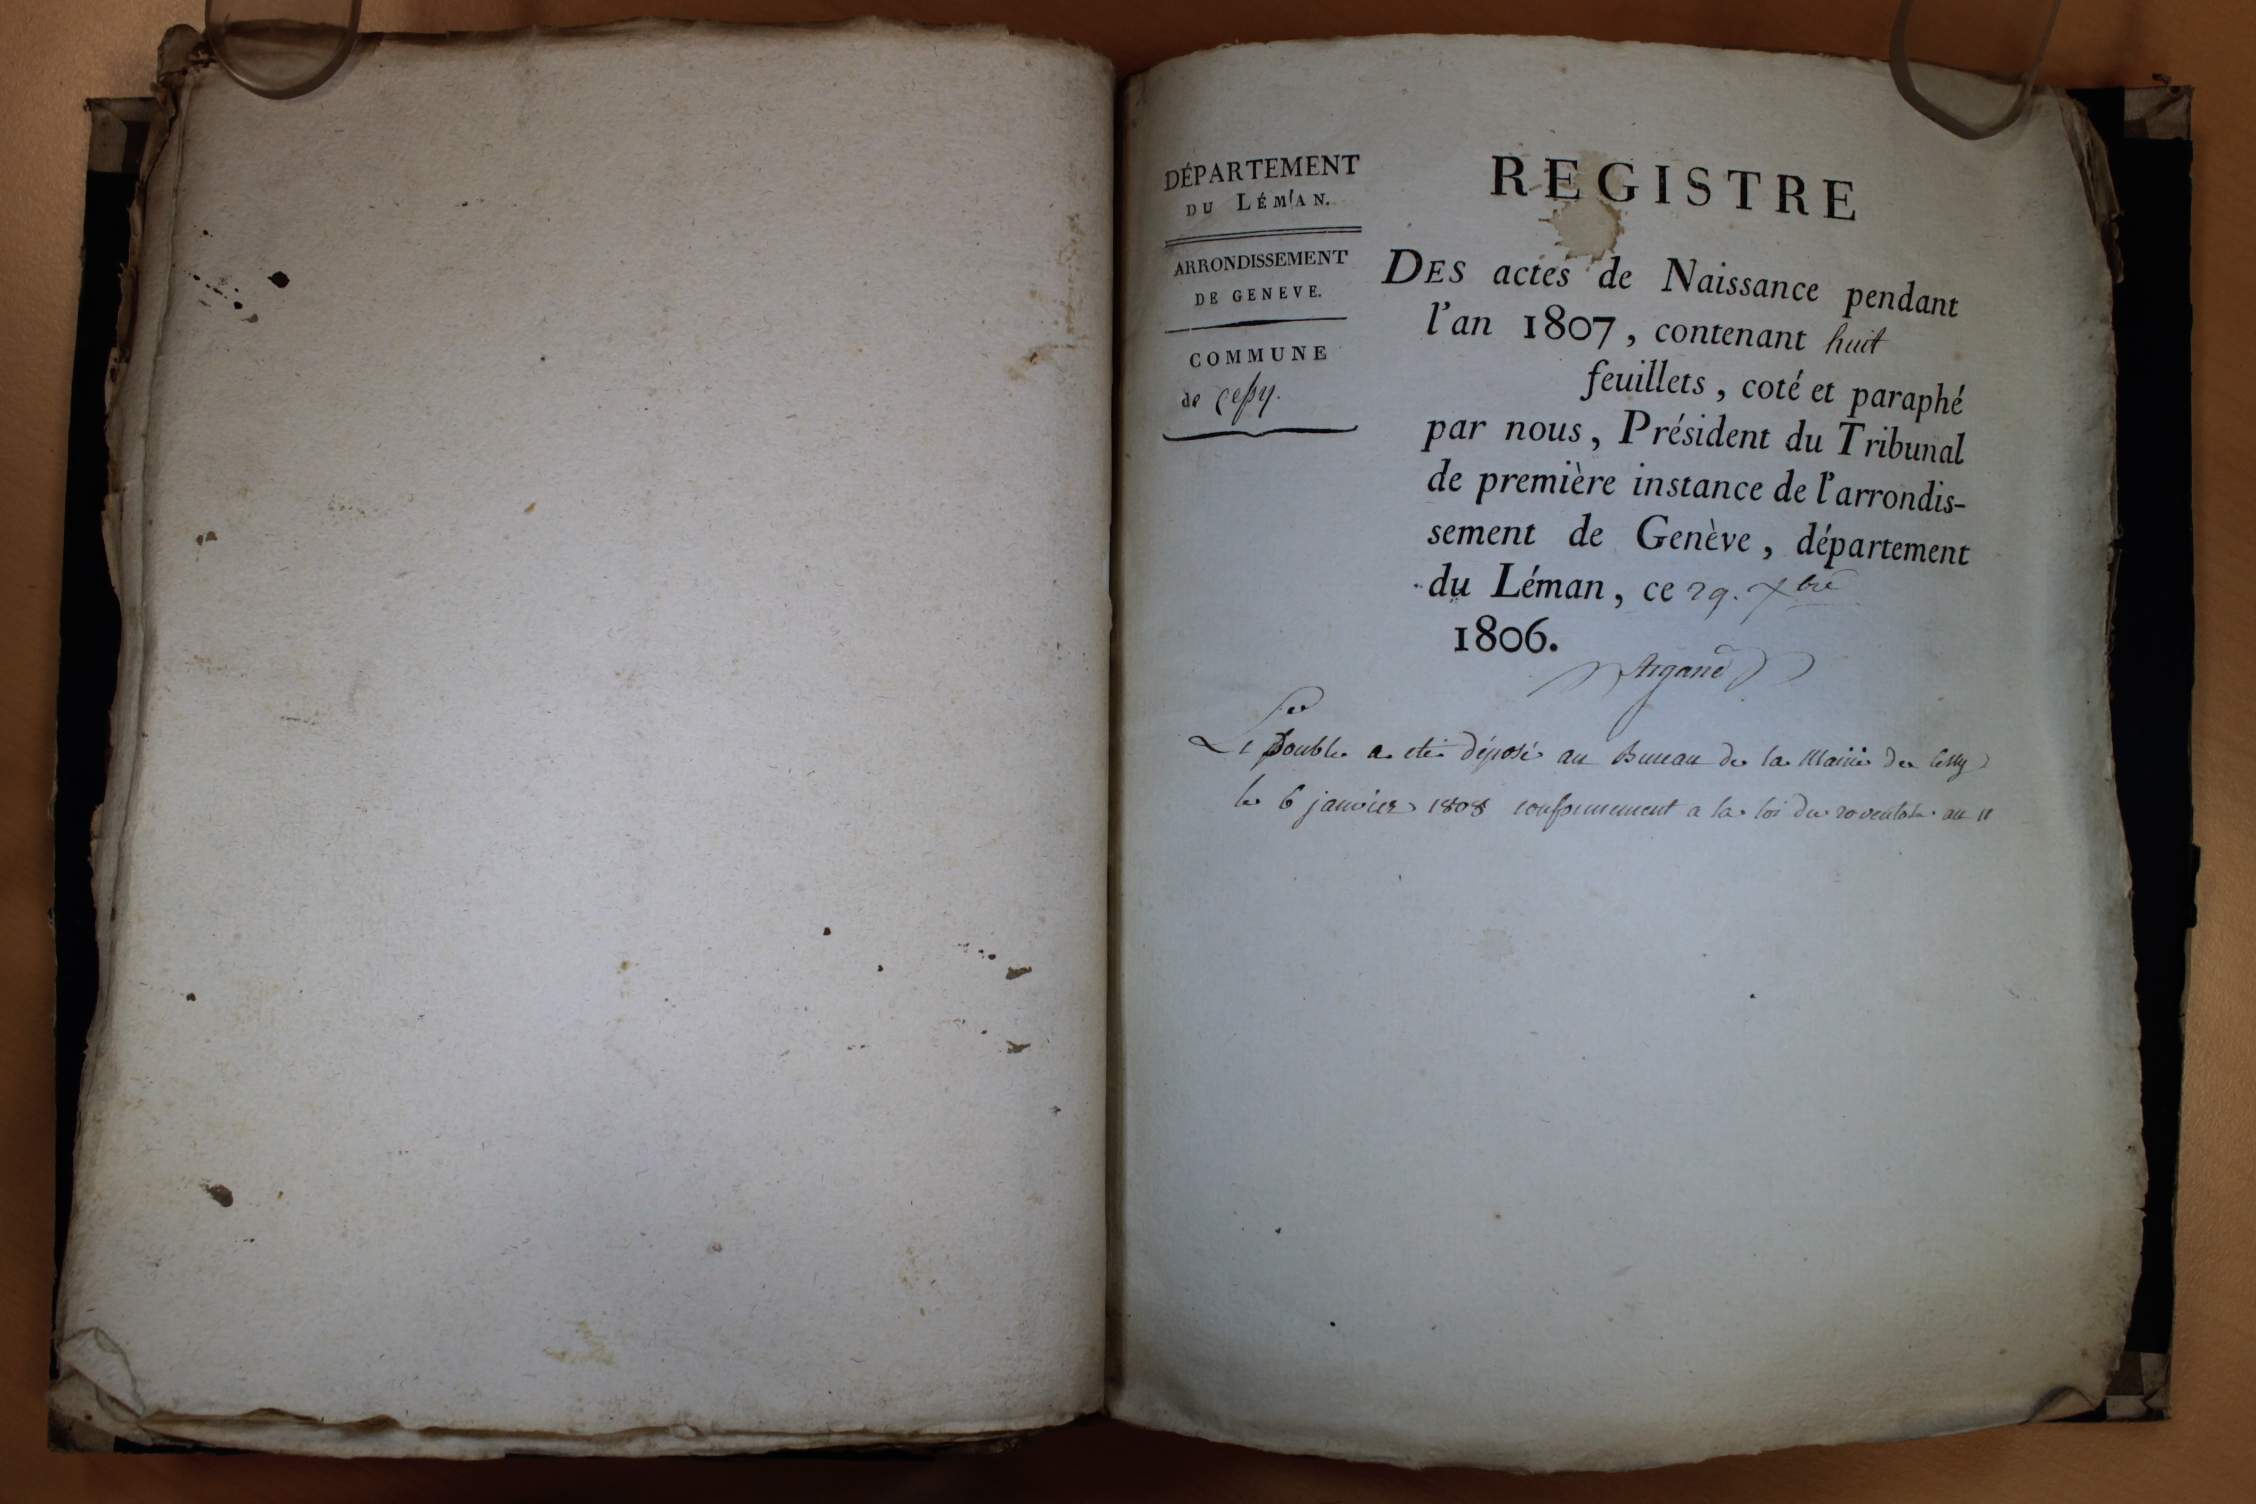 DÉPARTEMENT
DU LÉMAN.
ARRONDISSEMENT
DE GENEVE.
COMMUNE
de Cessy.
REGISTRE
DES actes de Naissance pendant
l'an 1807, contenant huit
feuillets, coté et paraphé
par nous, Président du Tribunal
de première instance de l'arrondis-
sement de Genève, département
du Léman, ce 29. Xbre
1806.
Argand
Le
Le Double a été déposé au Bureau de la Mairie de Cessy
le 6 janvier 1808 conformement a la loi du 20 ventose an 11